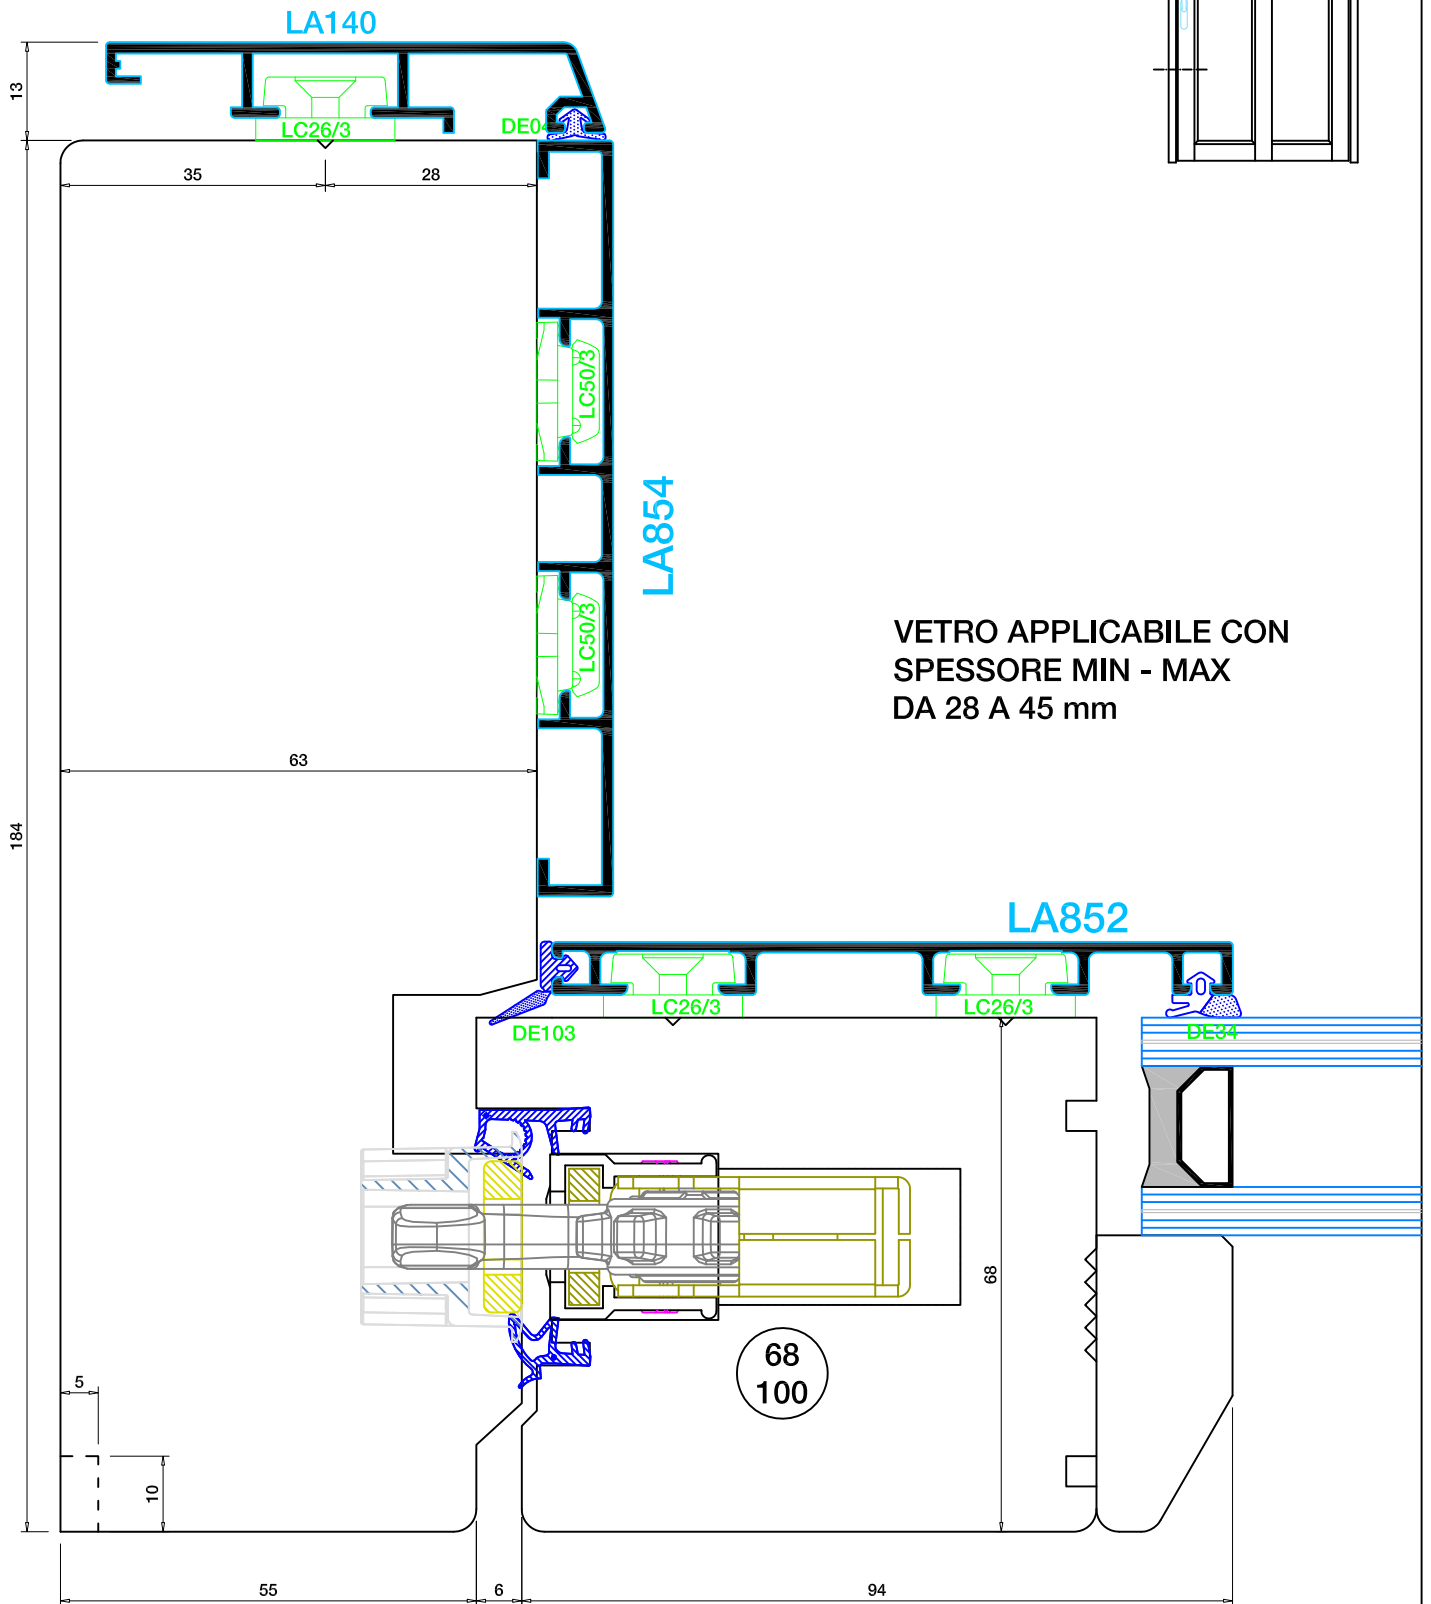 LA140
13
LC26/3
DE04
35
28
LC50/3
LA854
LC50/3
VETRO APPLICABILE CON
SPESSORE MIN - MAX
DA 28 A 45 mm
63
184
LA852
LC26/3
LC26/3
DE103
DE34
68
68
100
5
10
55
6
94